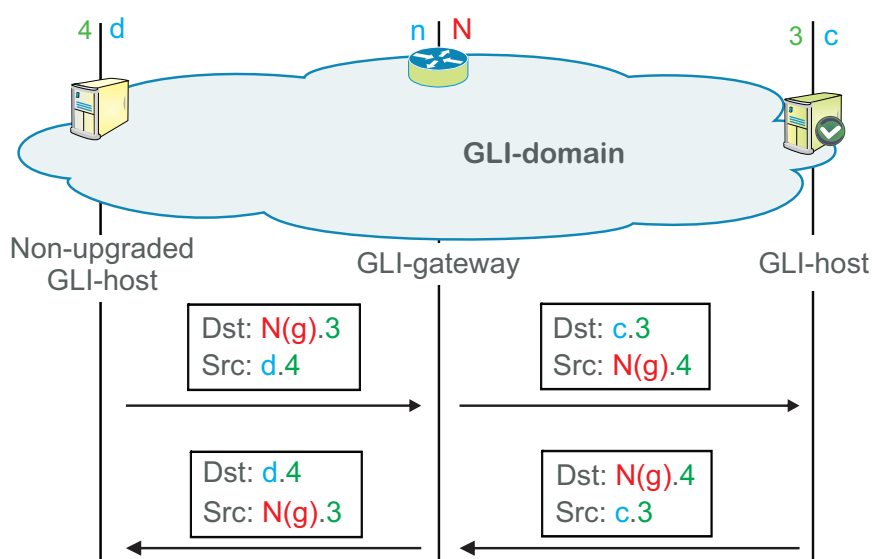 4 d
n N
3 c
GLI-domain
Non-upgraded
GLI-host
GLI-gateway
GLI-host
Dst: N(g).3
Src: d.4
Dst: c.3
Src: N(g).4
Dst: d.4
Src: N(g).3
Dst: N(g).4
Src: c.3